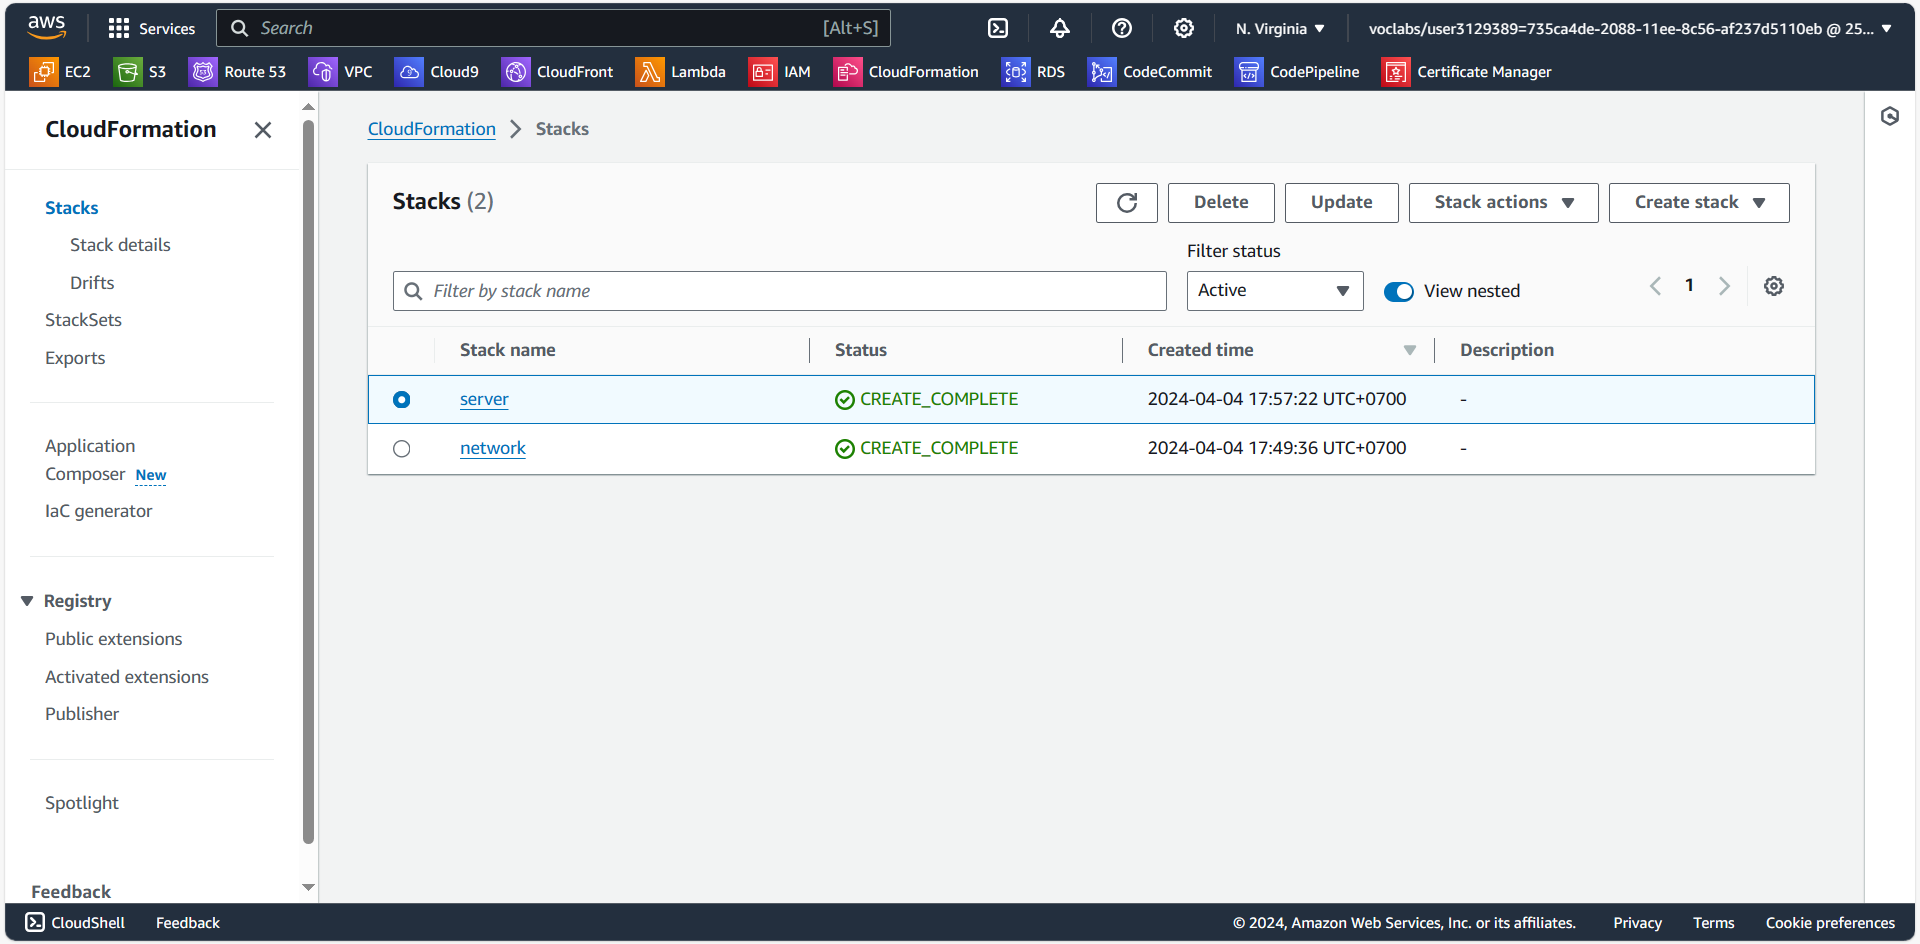 aws Services Search [Alt+S] N. Virginia voclabs/user3129389=735ca4de-2088-11ee-8c56-af237d5110eb @ 25...
EC2 S3 Route 53 VPC Cloud9 CloudFront Lambda IAM CloudFormation RDS CodeCommit CodePipeline Certificate Manager
CloudFormation
Stacks
Stack details
Drifts
StackSets
Exports
Application
Composer New
IaC generator
Registry
Public extensions
Activated extensions
Publisher
Spotlight
Feedback
CloudFormation Stacks
Stacks (2) Delete Update Stack actions Create stack
Filter status
Filter by stack name Active View nested 1
Stack name Status Created time Description
server CREATE_COMPLETE 2024-04-04 17:57:22 UTC+0700 -
network CREATE_COMPLETE 2024-04-04 17:49:36 UTC+0700 -
CloudShell Feedback © 2024, Amazon Web Services, Inc. or its affiliates. Privacy Terms Cookie preferences